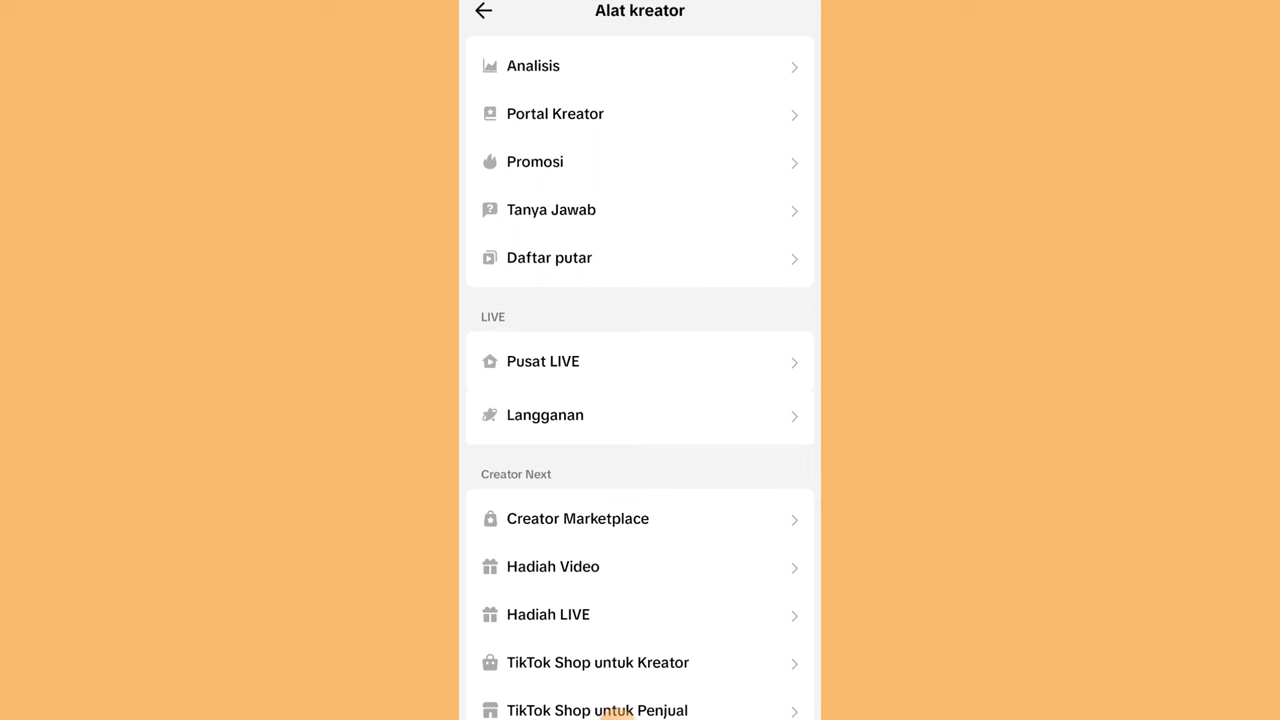 Alat kreator
Analisis
Portal Kreator
Promosi
Tanya Jawab
Daftar putar
LIVE
Pusat LIVE
Langganan
Creator Next
Creator Marketplace
Hadiah Video
Hadiah LIVE
TikTok Shop untuk Kreator
TikTok Shop untuk Penjual